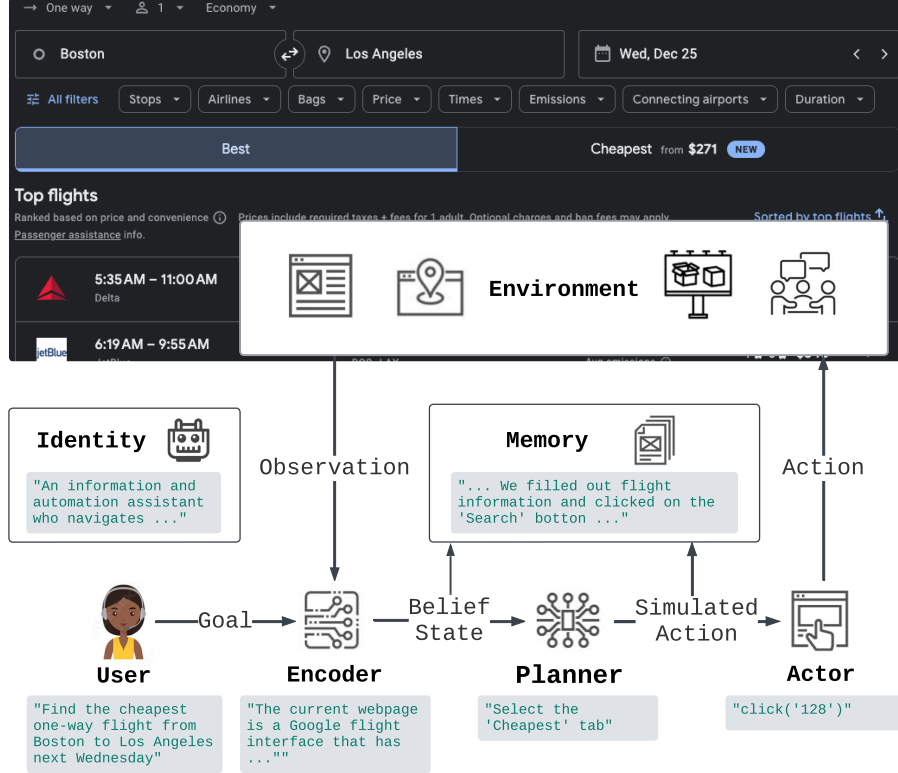 One way 1 Economy
Boston Los Angeles Wed, Dec 25
All filters Stops Airlines Bags Price Times Emissions Connecting airports Duration
Best Cheapest from $271 NEW
Top flights
Ranked based on price and convenience Prices include required taxes + fees for 1 adult. Optional charges and bag fees may apply. Sorted by top flights
Passenger assistance info.
5:35 AM – 11:00 AM
Delta
6:19 AM – 9:55 AM
jetBlue
Environment
Identity
"An information and
automation assistant
who navigates ..."
Observation
Memory
"... We filled out flight
information and clicked on the
'Search' botton ..."
Action
Goal
Belief
State
Simulated
Action
User
Encoder
Planner
Actor
"Find the cheapest
one-way flight from
Boston to Los Angeles
next Wednesday"
"The current webpage
is a Google flight
interface that has
...""
"Select the
'Cheapest' tab"
"click('128')"